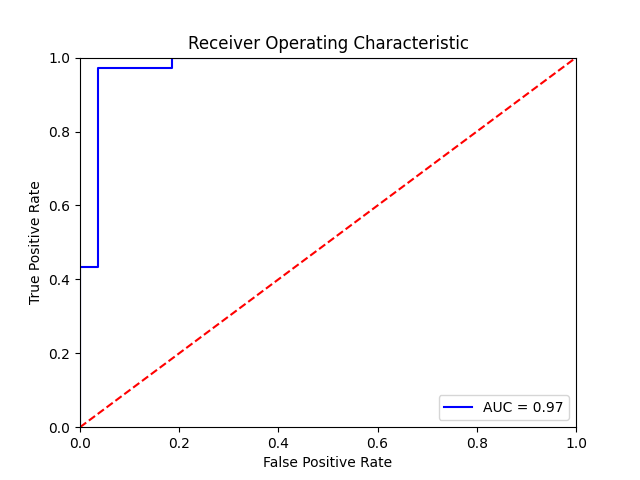 Receiver Operating Characteristic
True Positive Rate
1.0
0.8
0.6
0.4
0.2
0.0
AUC = 0.97
0.0 0.2 0.4 0.6 0.8 1.0
False Positive Rate